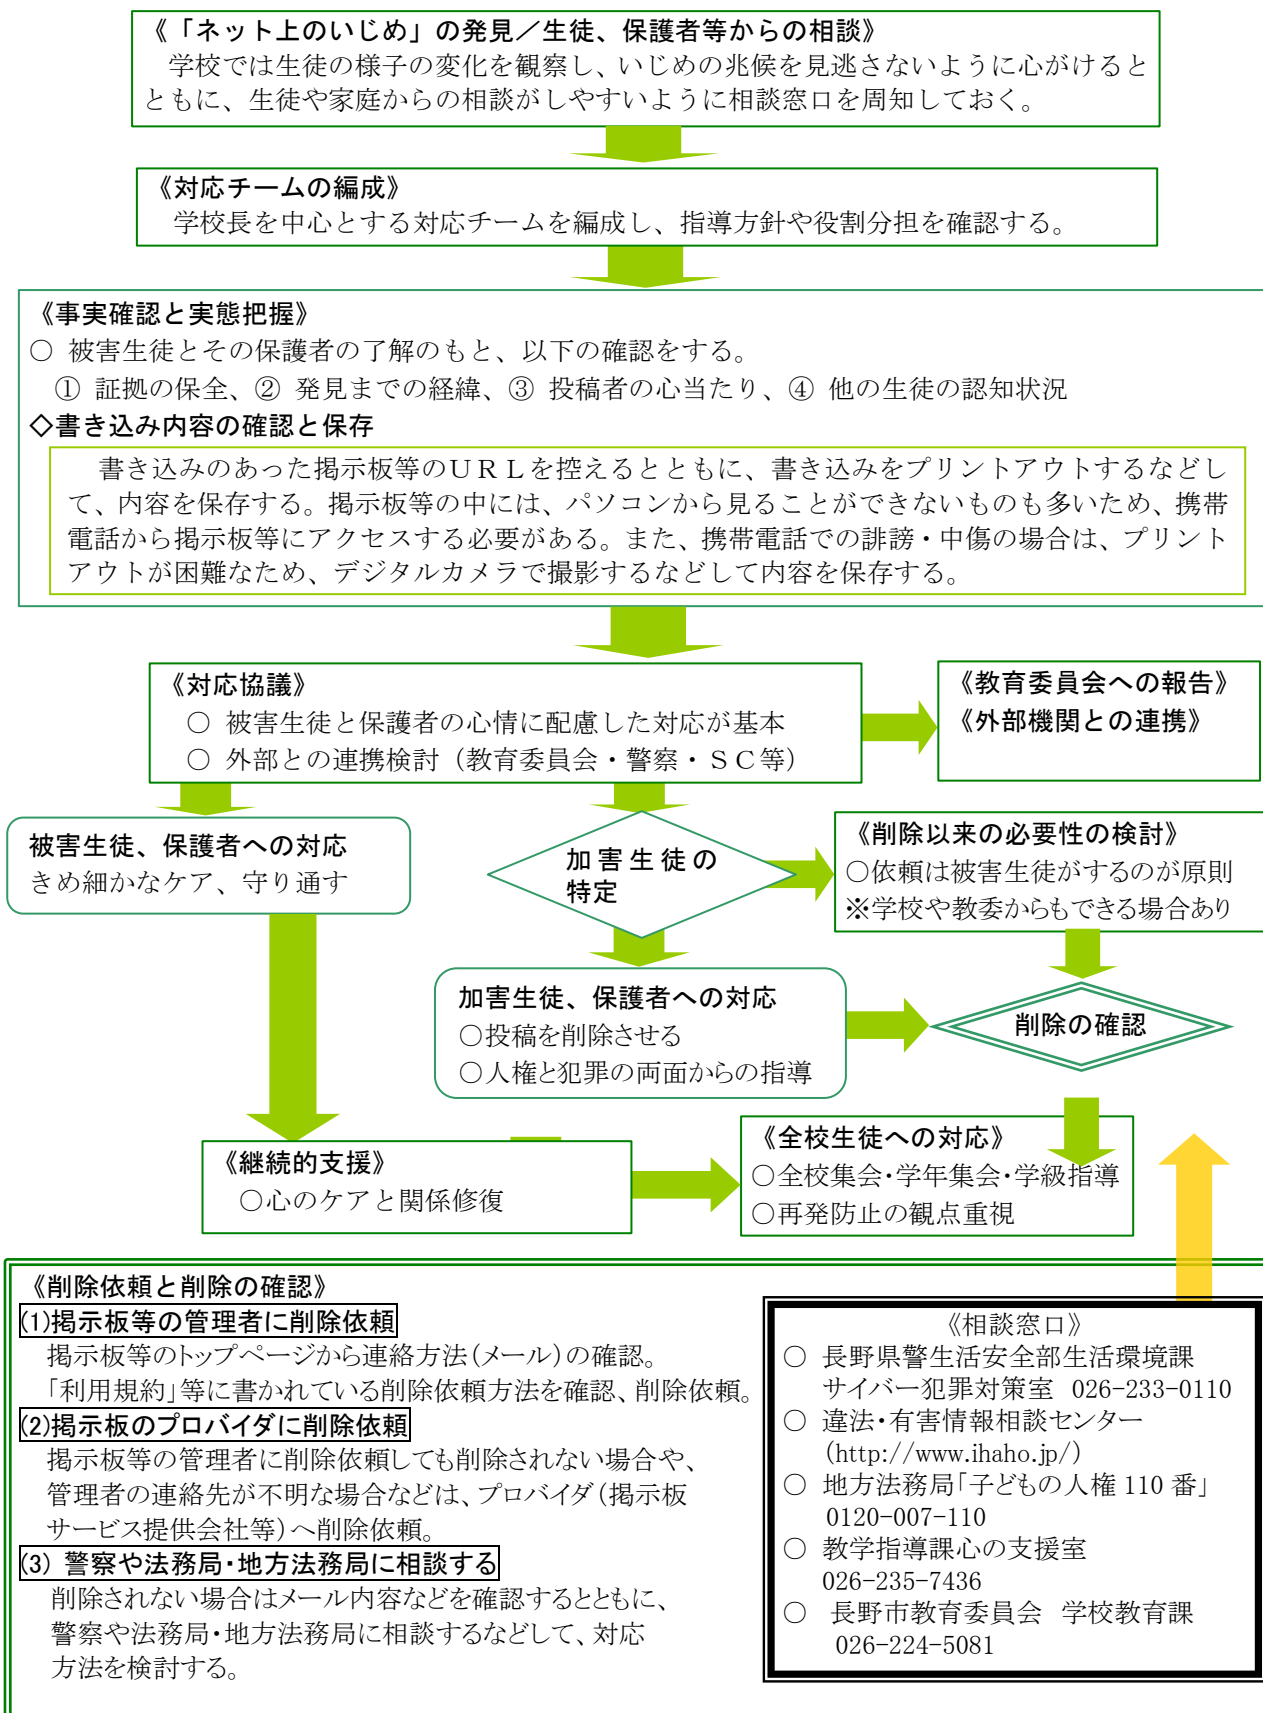 《「ネット上のいじめ」の発見／生徒、保護者等からの相談》
学校では生徒の様子の変化を観察し、いじめの兆候を見逃さないように心がけると
ともに、生徒や家庭からの相談がしやすいように相談窓口を周知しておく。
《対応チームの編成》
学校長を中心とする対応チームを編成し、指導方針や役割分担を確認する。
《事実確認と実態把握》
○ 被害生徒とその保護者の了解のもと、以下の確認をする。
① 証拠の保全、② 発見までの経緯、③ 投稿者の心当たり、④ 他の生徒の認知状況
◇書き込み内容の確認と保存
書き込みのあった掲示板等のＵＲＬを控えるとともに、書き込みをプリントアウトするなどし
て、内容を保存する。掲示板等の中には、パソコンから見ることができないものも多いため、携帯
電話から掲示板等にアクセスする必要がある。また、携帯電話での誹謗・中傷の場合は、プリント
アウトが困難なため、デジタルカメラで撮影するなどして内容を保存する。
《対応協議》
○ 被害生徒と保護者の心情に配慮した対応が基本
○ 外部との連携検討（教育委員会・警察・ＳＣ等）
《教育委員会への報告》
《外部機関との連携》
被害生徒、保護者への対応
きめ細かなケア、守り通す
加害生徒の
特定
《削除以来の必要性の検討》
○依頼は被害生徒がするのが原則
※学校や教委からもできる場合あり
加害生徒、保護者への対応
○投稿を削除させる
○人権と犯罪の両面からの指導
削除の確認
《継続的支援》
○心のケアと関係修復
《全校生徒への対応》
○全校集会・学年集会・学級指導
○再発防止の観点重視
《削除依頼と削除の確認》
(1)掲示板等の管理者に削除依頼
掲示板等のトップページから連絡方法（メール）の確認。
「利用規約」等に書かれている削除依頼方法を確認、削除依頼。
(2)掲示板のプロバイダに削除依頼
掲示板等の管理者に削除依頼しても削除されない場合や、
管理者の連絡先が不明な場合などは、プロバイダ（掲示板
サービス提供会社等）へ削除依頼。
(3) 警察や法務局・地方法務局に相談する
削除されない場合はメール内容などを確認するとともに、
警察や法務局・地方法務局に相談するなどして、対応
方法を検討する。
《相談窓口》
○ 長野県警生活安全部生活環境課
サイバー犯罪対策室 026-233-0110
○ 違法・有害情報相談センター
(http://www.ihaho.jp/)
○ 地方法務局「子どもの人権 110 番」
0120-007-110
○ 教学指導課心の支援室
026-235-7436
○ 長野市教育委員会 学校教育課
026-224-5081